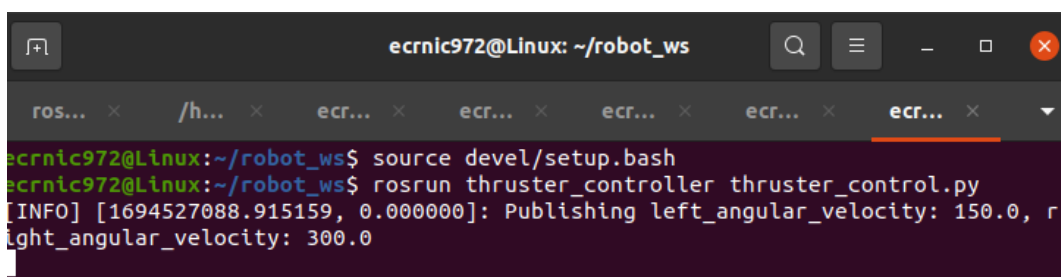 ecrnic972@Linux: ~/robot_ws
ros... /h... ecr... ecr... ecr... ecr... ecr...
ecrnic972@Linux:~/robot_ws$ source devel/setup.bash
ecrnic972@Linux:~/robot_ws$ rosrun thruster_controller thruster_control.py
[INFO] [1694527088.915159, 0.000000]: Publishing left_angular_velocity: 150.0, r
ight_angular_velocity: 300.0